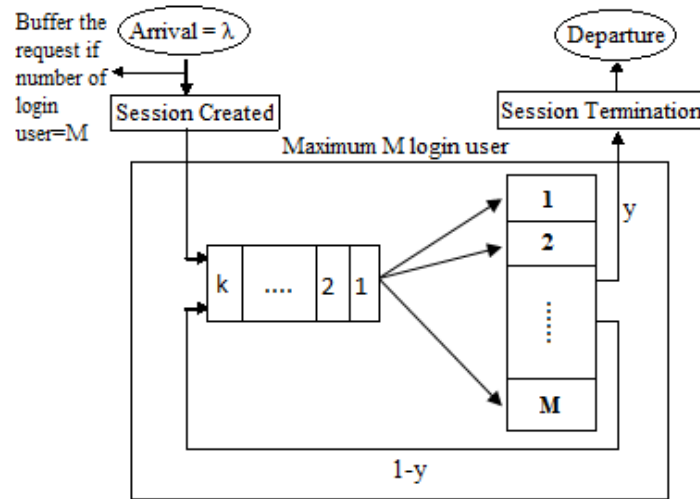 Buffer the
request if
number of
login
user=M
Arrival = λ
Session Created
Departure
Session Termination
Maximum M login user
k .... 2 1
1
2
......
M
y
1-y